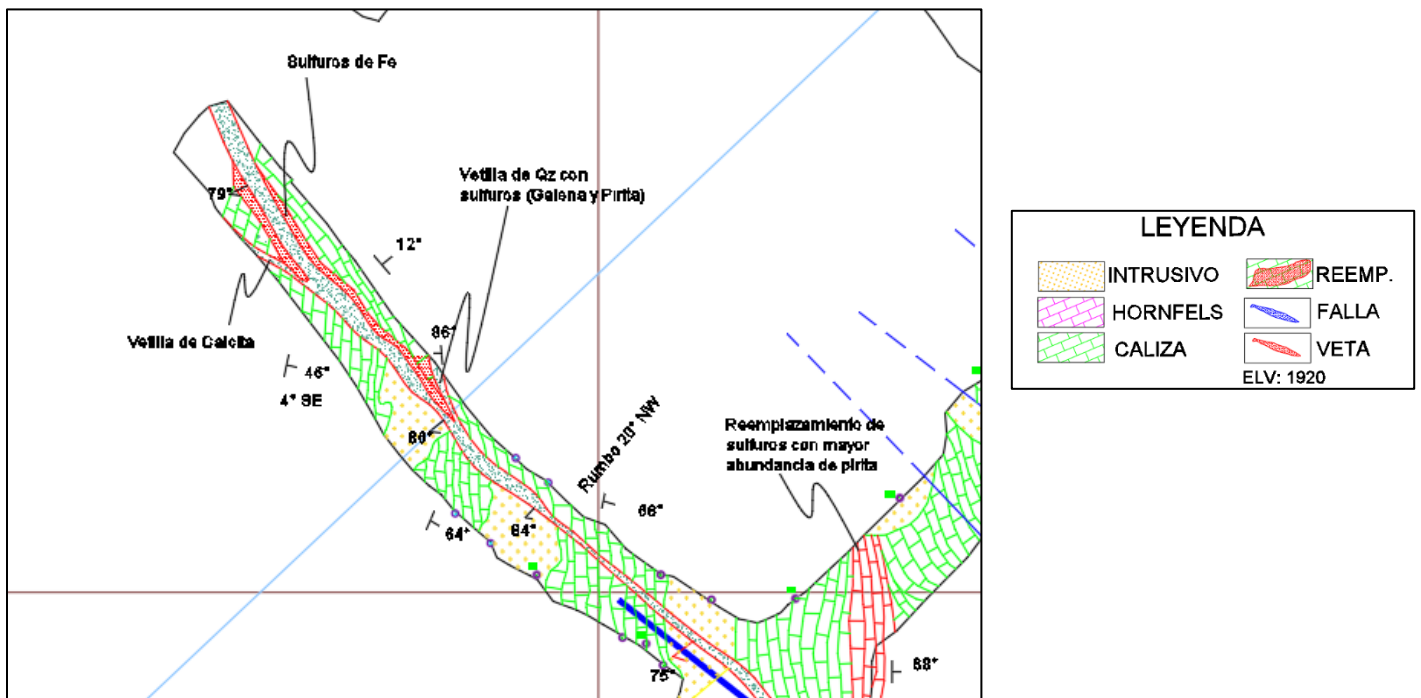 Sulfuros de Fe
Vetilla de Qz con
sulfuros (Galena y Pirita)
79°
12°
86°
Vetilla de Calcita
46°
4° SE
80°
Rumbo 20° NW
Reemplazamiento de
sulfuros con mayor
abundancia de pirita
64°
84°
66°
75°
88°
LEYENDA
INTRUSIVO
REEMP.
HORNFELS
FALLA
CALIZA
VETA
ELV: 1920